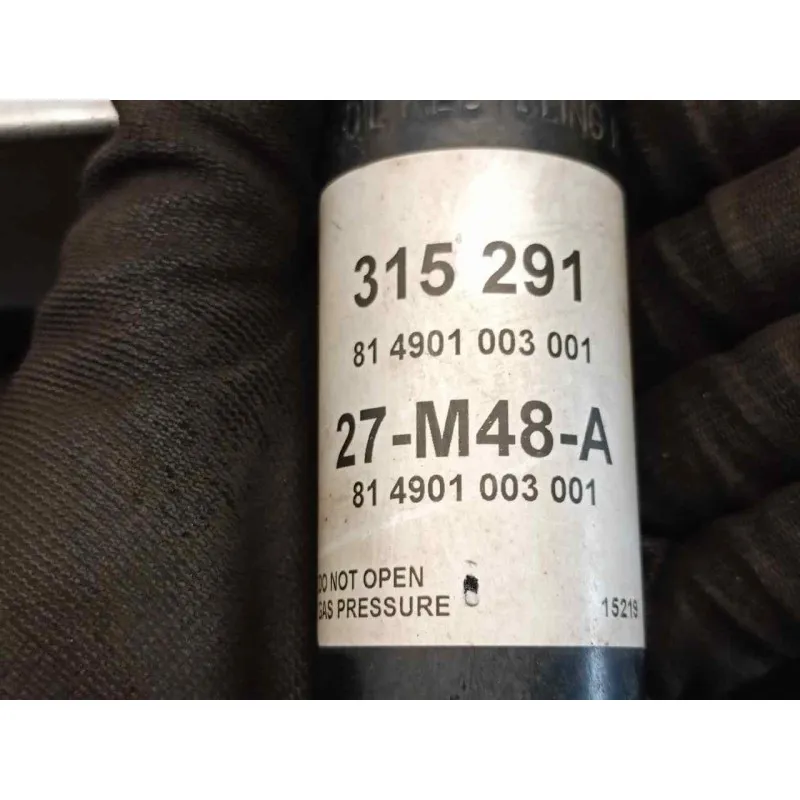 315 291
81 4901 003 001
27-M48-A
81 4901 003 001
DO NOT OPEN
GAS PRESSURE
15219